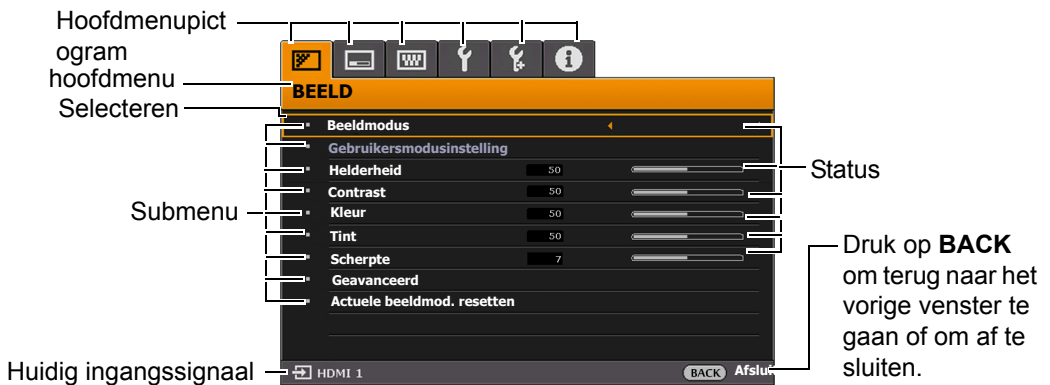 Hoofdmenupict
ogram
hoofdmenu
Selecteren
BEELD
Beeldmodus
Gebruikersmodusinstelling
Helderheid 50
Contrast 50
Kleur 50
Tint 50
Scherpte 7
Geavanceerd
Actuele beeldmod. resetten
Status
Submenu
Druk op BACK
om terug naar het
vorige venster te
gaan of om af te
sluiten.
Huidig ingangssignaal
HDMI 1
BACK Afslui